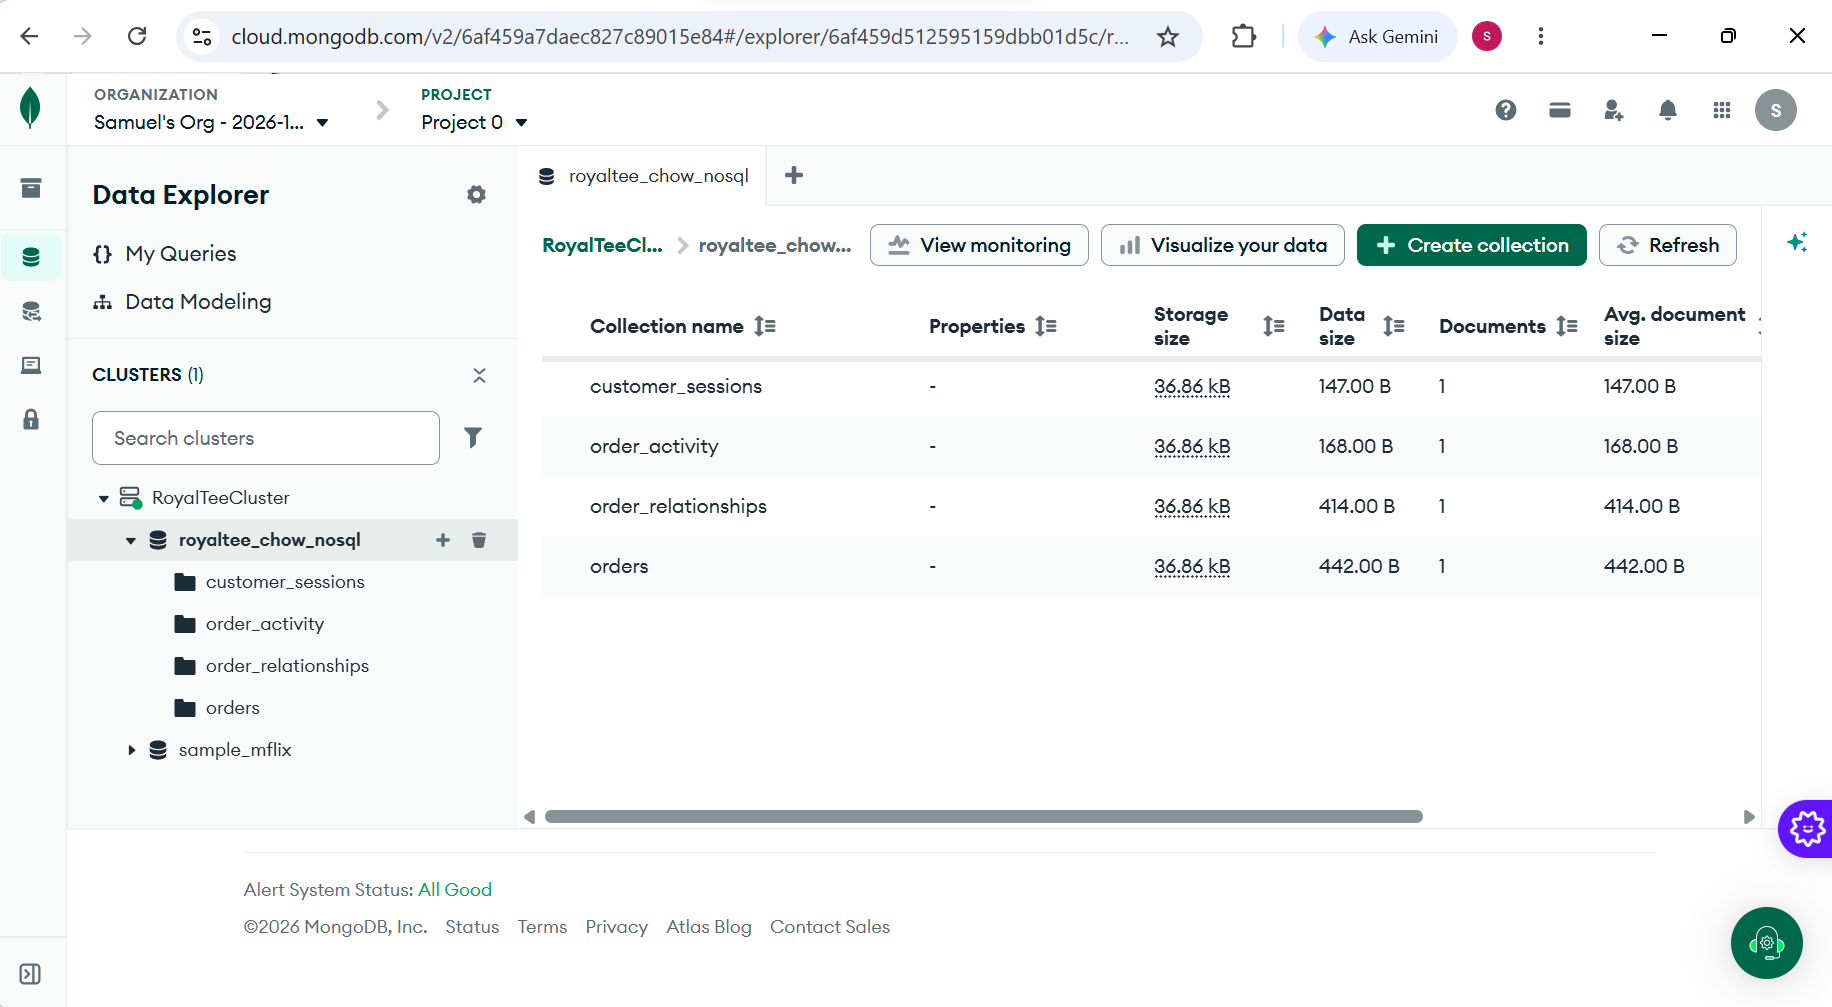 cloud.mongodb.com/v2/6af459a7daec827c89015e84#/explorer/6af459d512595159dbb01d5c/r...
Ask Gemini
S
ORGANIZATION
Samuel's Org - 2026-1...
PROJECT
Project 0
S
Data Explorer
My Queries
Data Modeling
CLUSTERS (1)
Search clusters
RoyalTeeCluster
royaltee_chow_nosql
customer_sessions
order_activity
order_relationships
orders
sample_mflix
royaltee_chow_nosql
RoyalTeeCl... royaltee_chow... View monitoring Visualize your data Create collection Refresh
Collection name Properties Storage size Data size Documents Avg. document size
customer_sessions - 36.86 kB 147.00 B 1 147.00 B
order_activity - 36.86 kB 168.00 B 1 168.00 B
order_relationships - 36.86 kB 414.00 B 1 414.00 B
orders - 36.86 kB 442.00 B 1 442.00 B
Alert System Status: All Good
©2026 MongoDB, Inc. Status Terms Privacy Atlas Blog Contact Sales